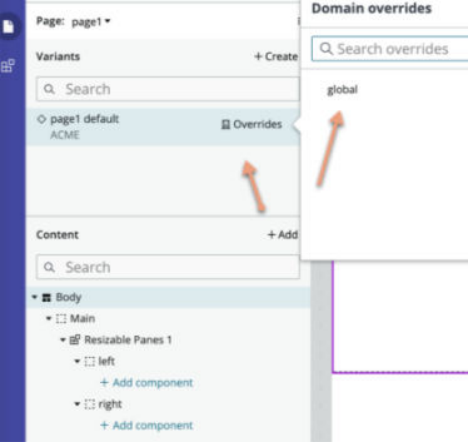 Page: page1
Domain overrides
Variants
+ Create
Search overrides
Search
global
page1 default
Overrides
ACME
Content
+ Add
Search
Body
Main
Resizable Panes 1
left
+ Add component
right
+ Add component